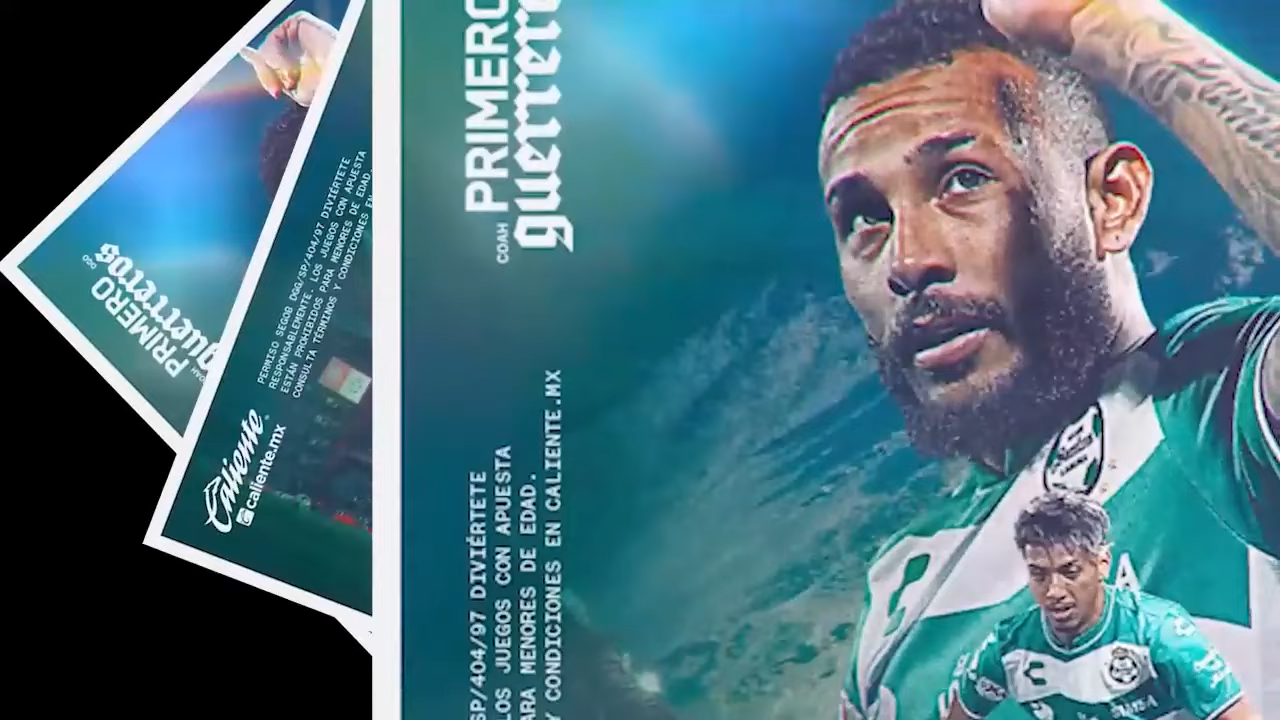 PRIMERO
guerreros
DGO
PERMISO SEGOB DGG/SP/404/97 DIVIÉRTETE
RESPONSABLEMENTE. LOS JUEGOS CON APUESTA
ESTÁN PROHIBIDOS PARA MENORES DE EDAD.
CONSULTA TÉRMINOS Y CONDICIONES EN
Caliente
caliente.mx
COAH
PRIMERO
guerrero
SP/404/97 DIVIÉRTETE
LOS JUEGOS CON APUESTA
ARA MENORES DE EDAD.
Y CONDICIONES EN CALIENTE.MX